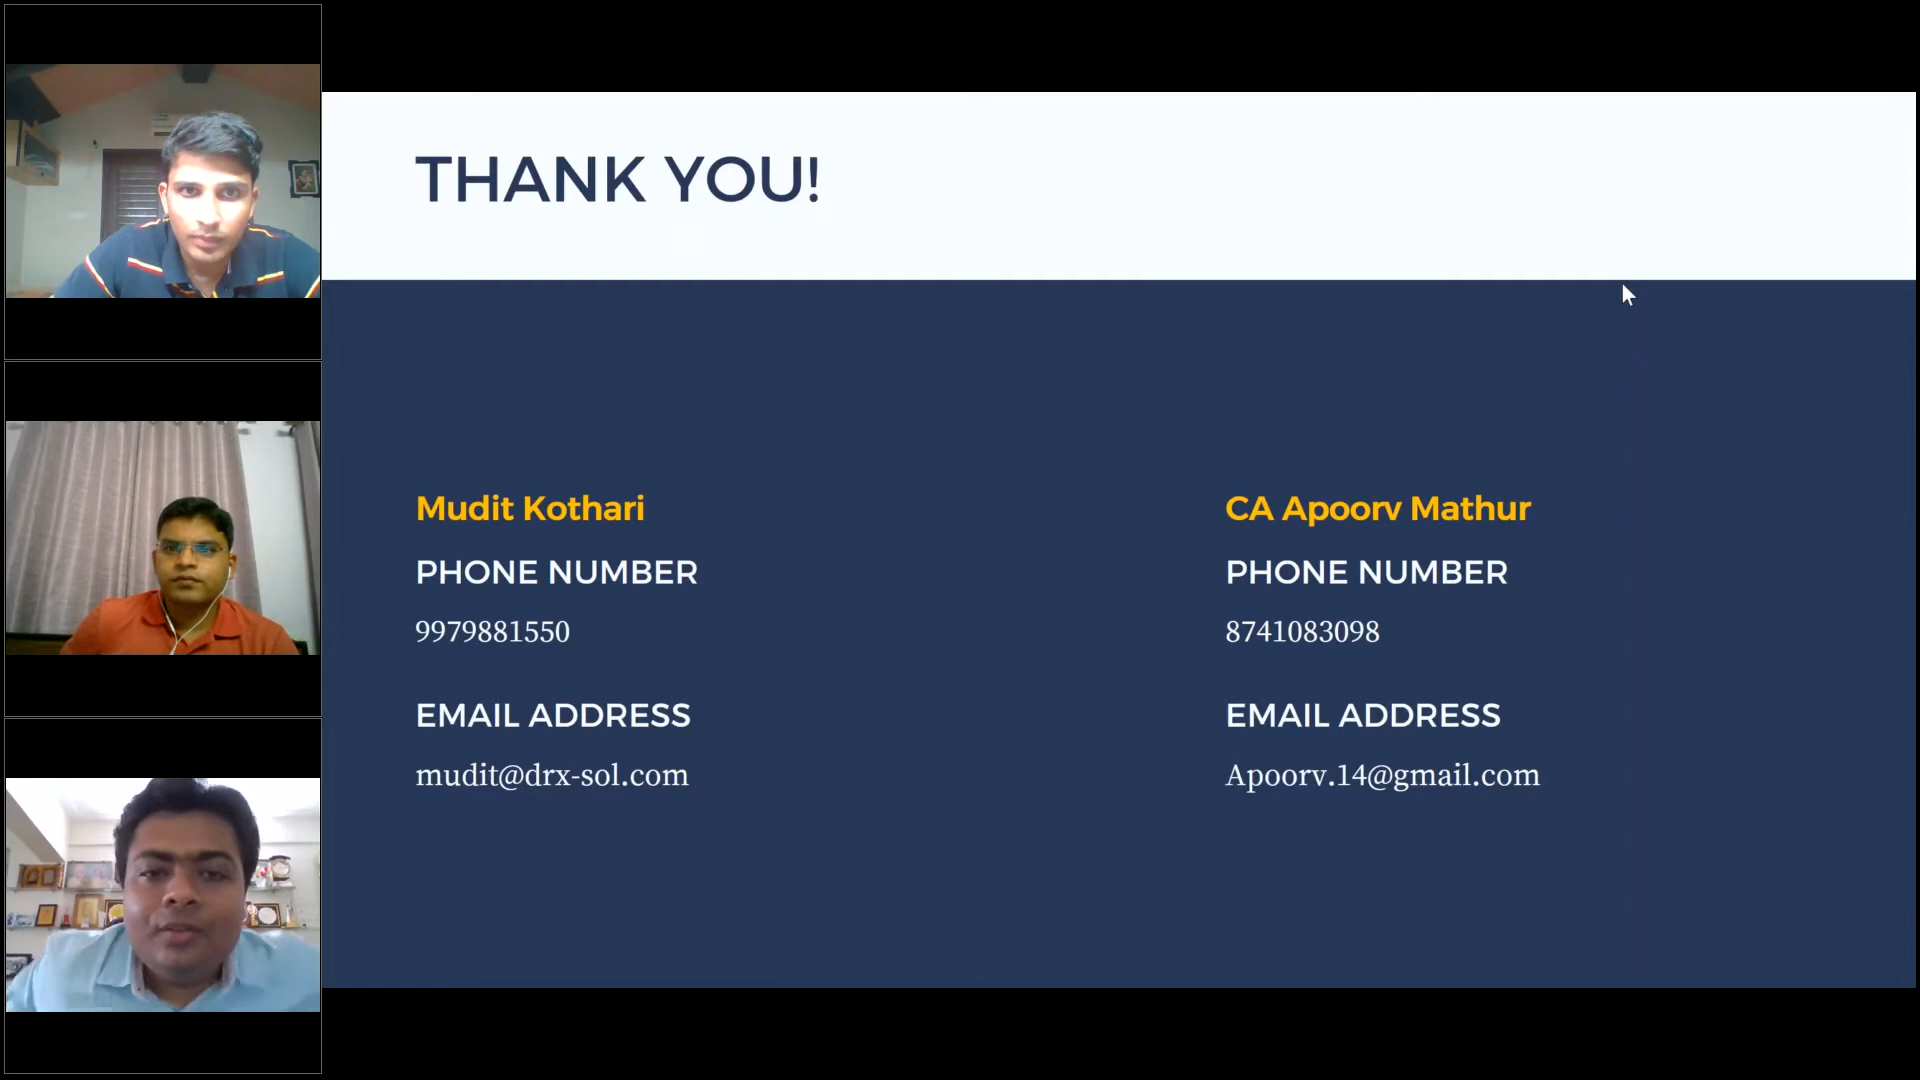 THANK YOU!
Mudit Kothari
PHONE NUMBER
9979881550
EMAIL ADDRESS
mudit@drx-sol.com
CA Apoorv Mathur
PHONE NUMBER
8741083098
EMAIL ADDRESS
Apoorv.14@gmail.com